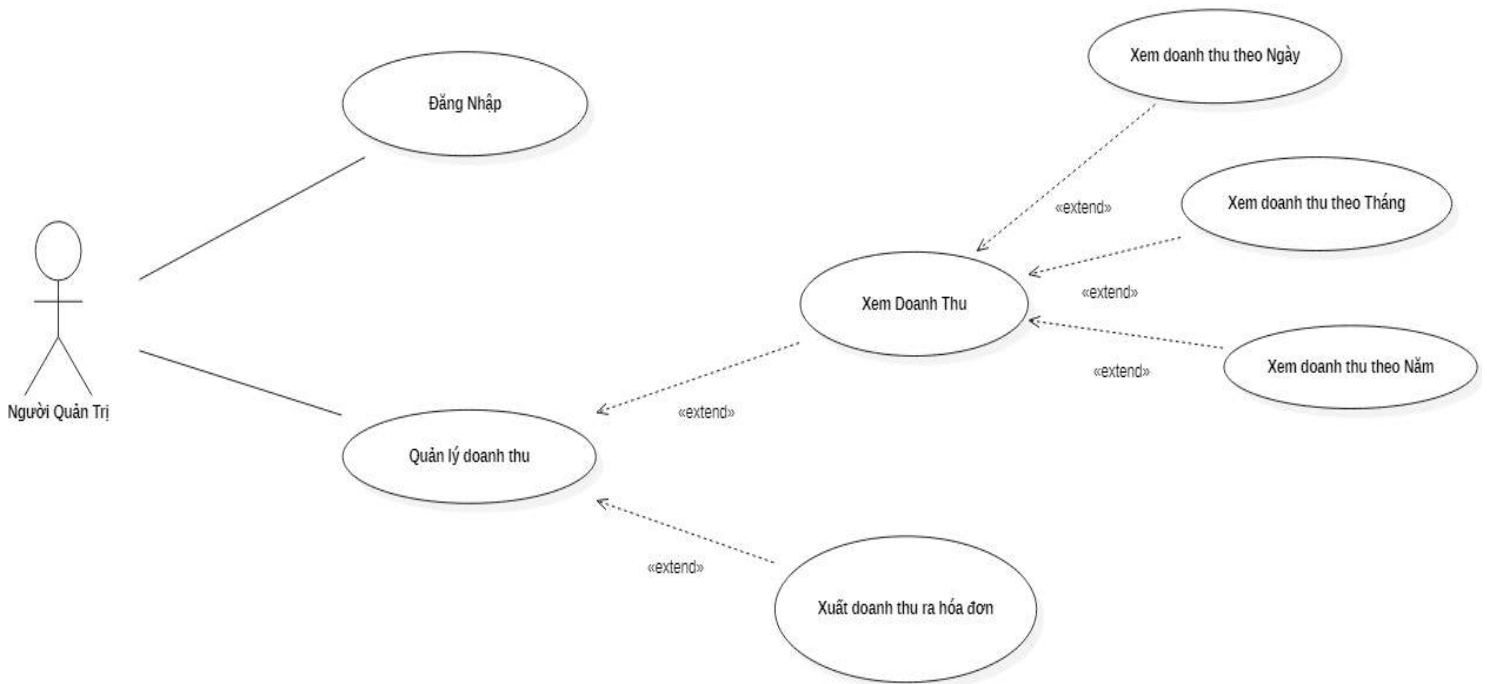 Xem doanh thu theo Ngày
Đăng Nhập
Xem doanh thu theo Tháng
«extend»
«extend»
Xem Doanh Thu
Xem doanh thu theo Năm
«extend»
Người Quản Trị
«extend»
Quản lý doanh thu
«extend»
Xuất doanh thu ra hóa đơn